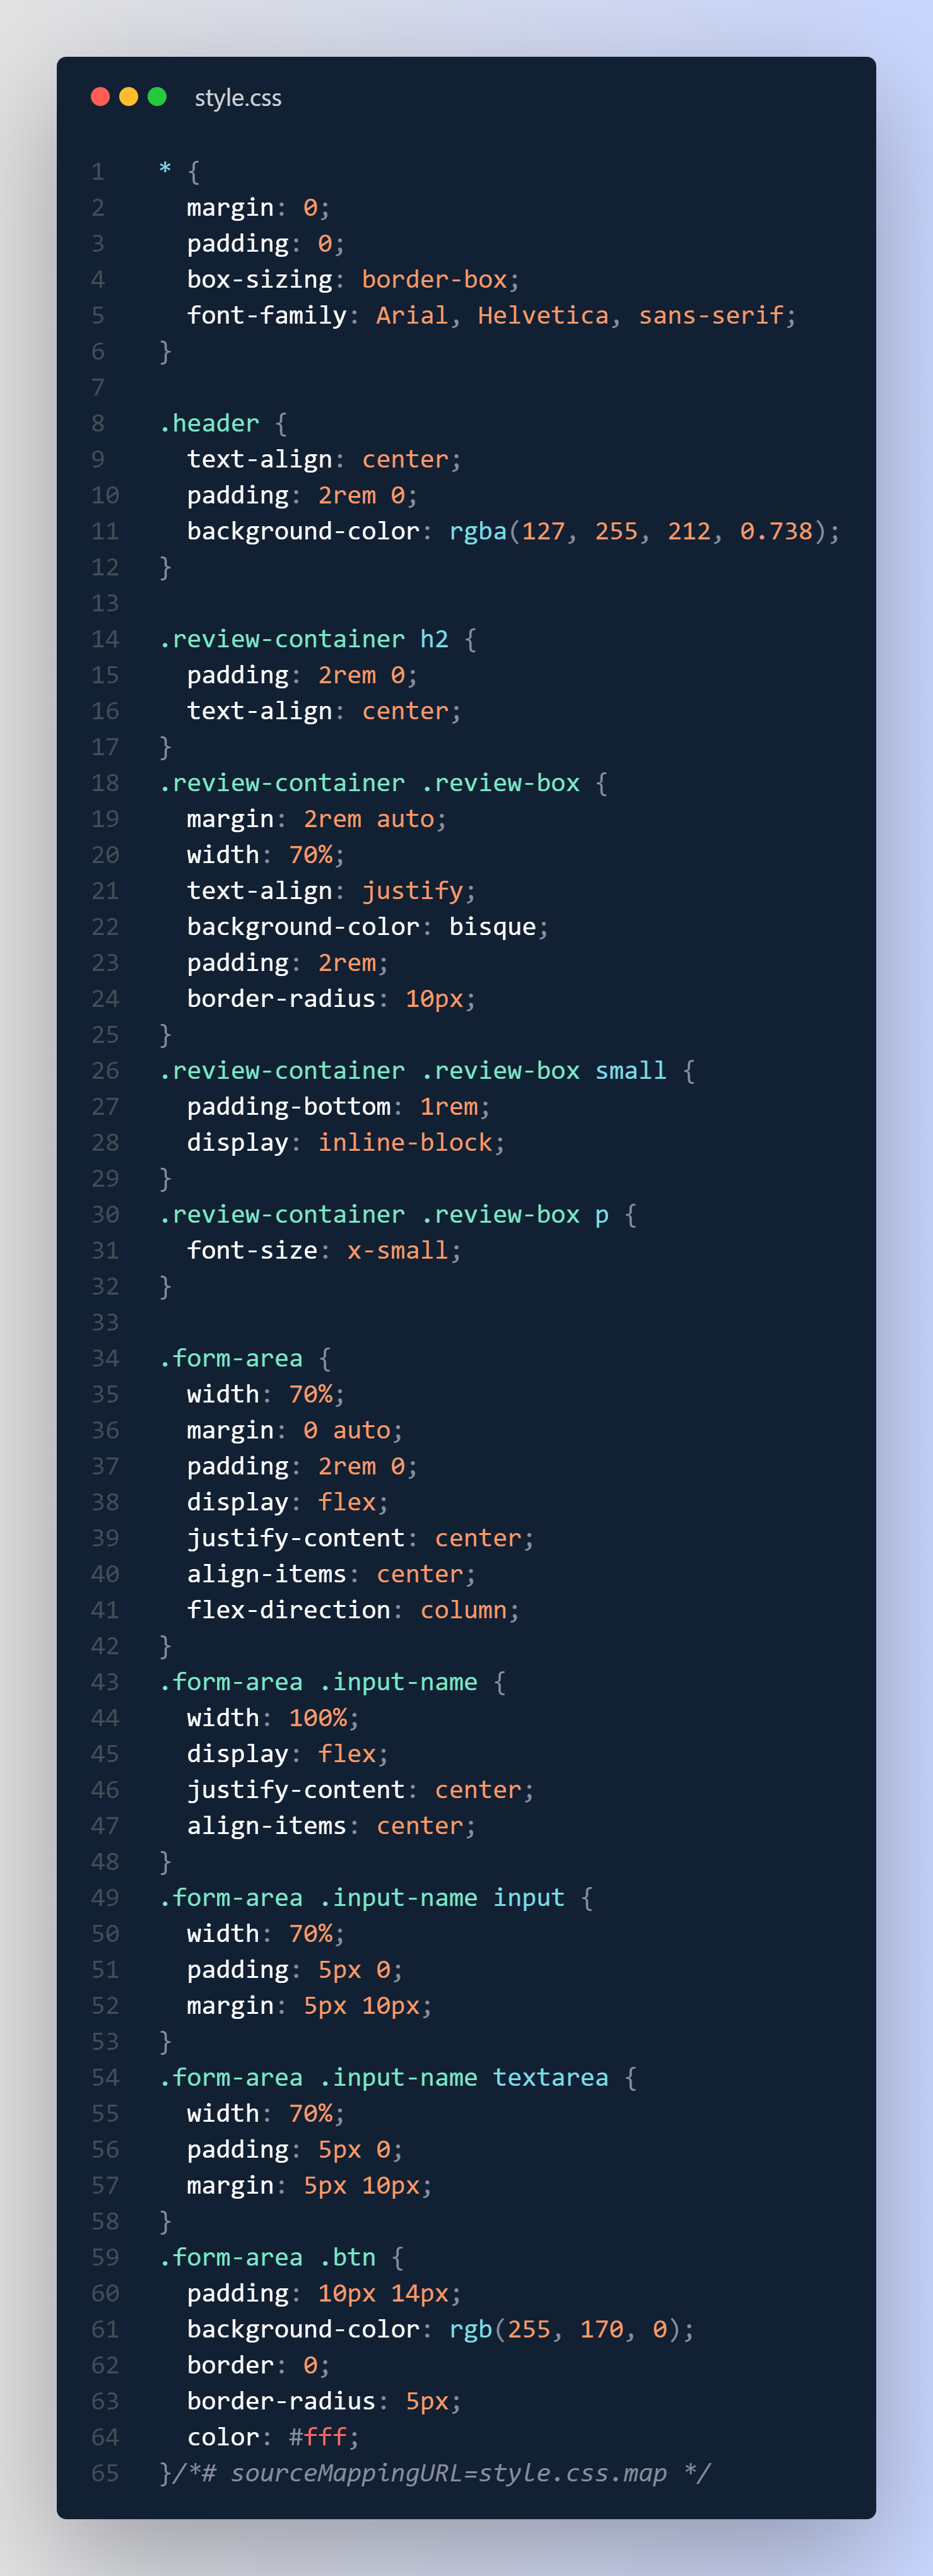 style.css
1 * {
2   margin: 0;
3   padding: 0;
4   box-sizing: border-box;
5   font-family: Arial, Helvetica, sans-serif;
6 }
7
8 .header {
9   text-align: center;
10   padding: 2rem 0;
11   background-color: rgba(127, 255, 212, 0.738);
12 }
13
14 .review-container h2 {
15   padding: 2rem 0;
16   text-align: center;
17 }
18 .review-container .review-box {
19   margin: 2rem auto;
20   width: 70%;
21   text-align: justify;
22   background-color: bisque;
23   padding: 2rem;
24   border-radius: 10px;
25 }
26 .review-container .review-box small {
27   padding-bottom: 1rem;
28   display: inline-block;
29 }
30 .review-container .review-box p {
31   font-size: x-small;
32 }
33
34 .form-area {
35   width: 70%;
36   margin: 0 auto;
37   padding: 2rem 0;
38   display: flex;
39   justify-content: center;
40   align-items: center;
41   flex-direction: column;
42 }
43 .form-area .input-name {
44   width: 100%;
45   display: flex;
46   justify-content: center;
47   align-items: center;
48 }
49 .form-area .input-name input {
50   width: 70%;
51   padding: 5px 0;
52   margin: 5px 10px;
53 }
54 .form-area .input-name textarea {
55   width: 70%;
56   padding: 5px 0;
57   margin: 5px 10px;
58 }
59 .form-area .btn {
60   padding: 10px 14px;
61   background-color: rgb(255, 170, 0);
62   border: 0;
63   border-radius: 5px;
64   color: #fff;
65 }/*# sourceMappingURL=style.css.map */